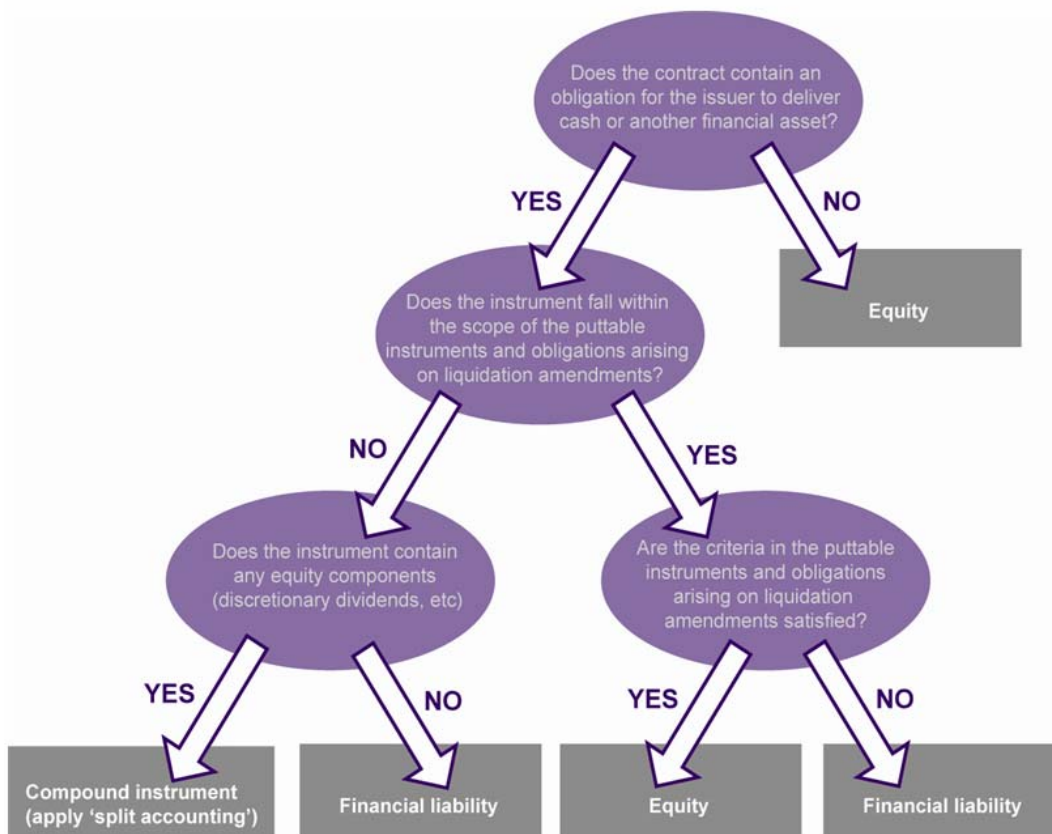 Does the contract contain an
obligation for the issuer to deliver
cash or another financial asset?
YES
NO
Equity
Does the instrument fall within
the scope of the puttable
instruments and obligations arising
on liquidation amendments?
NO
YES
Does the instrument contain
any equity components
(discretionary dividends, etc)
Are the criteria in the puttable
instruments and obligations
arising on liquidation
amendments satisfied?
YES
NO
YES
NO
Compound instrument
(apply ‘split accounting’)
Financial liability
Equity
Financial liability